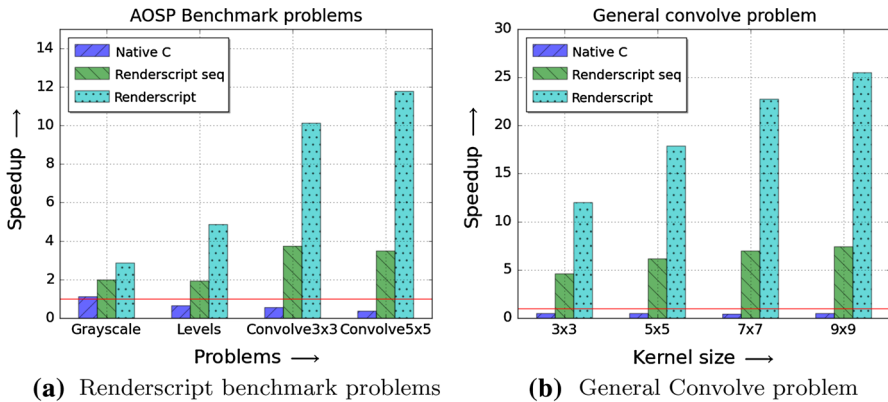 AOSP Benchmark problems
14
12
10
8
6
4
2
0
Speedup →
Native C
Renderscript seq
Renderscript
Grayscale Levels Convolve3x3 Convolve5x5
Problems →
(a) Renderscript benchmark problems
General convolve problem
30
25
20
15
10
5
0
Speedup →
Native C
Renderscript seq
Renderscript
3x3 5x5 7x7 9x9
Kernel size →
(b) General Convolve problem